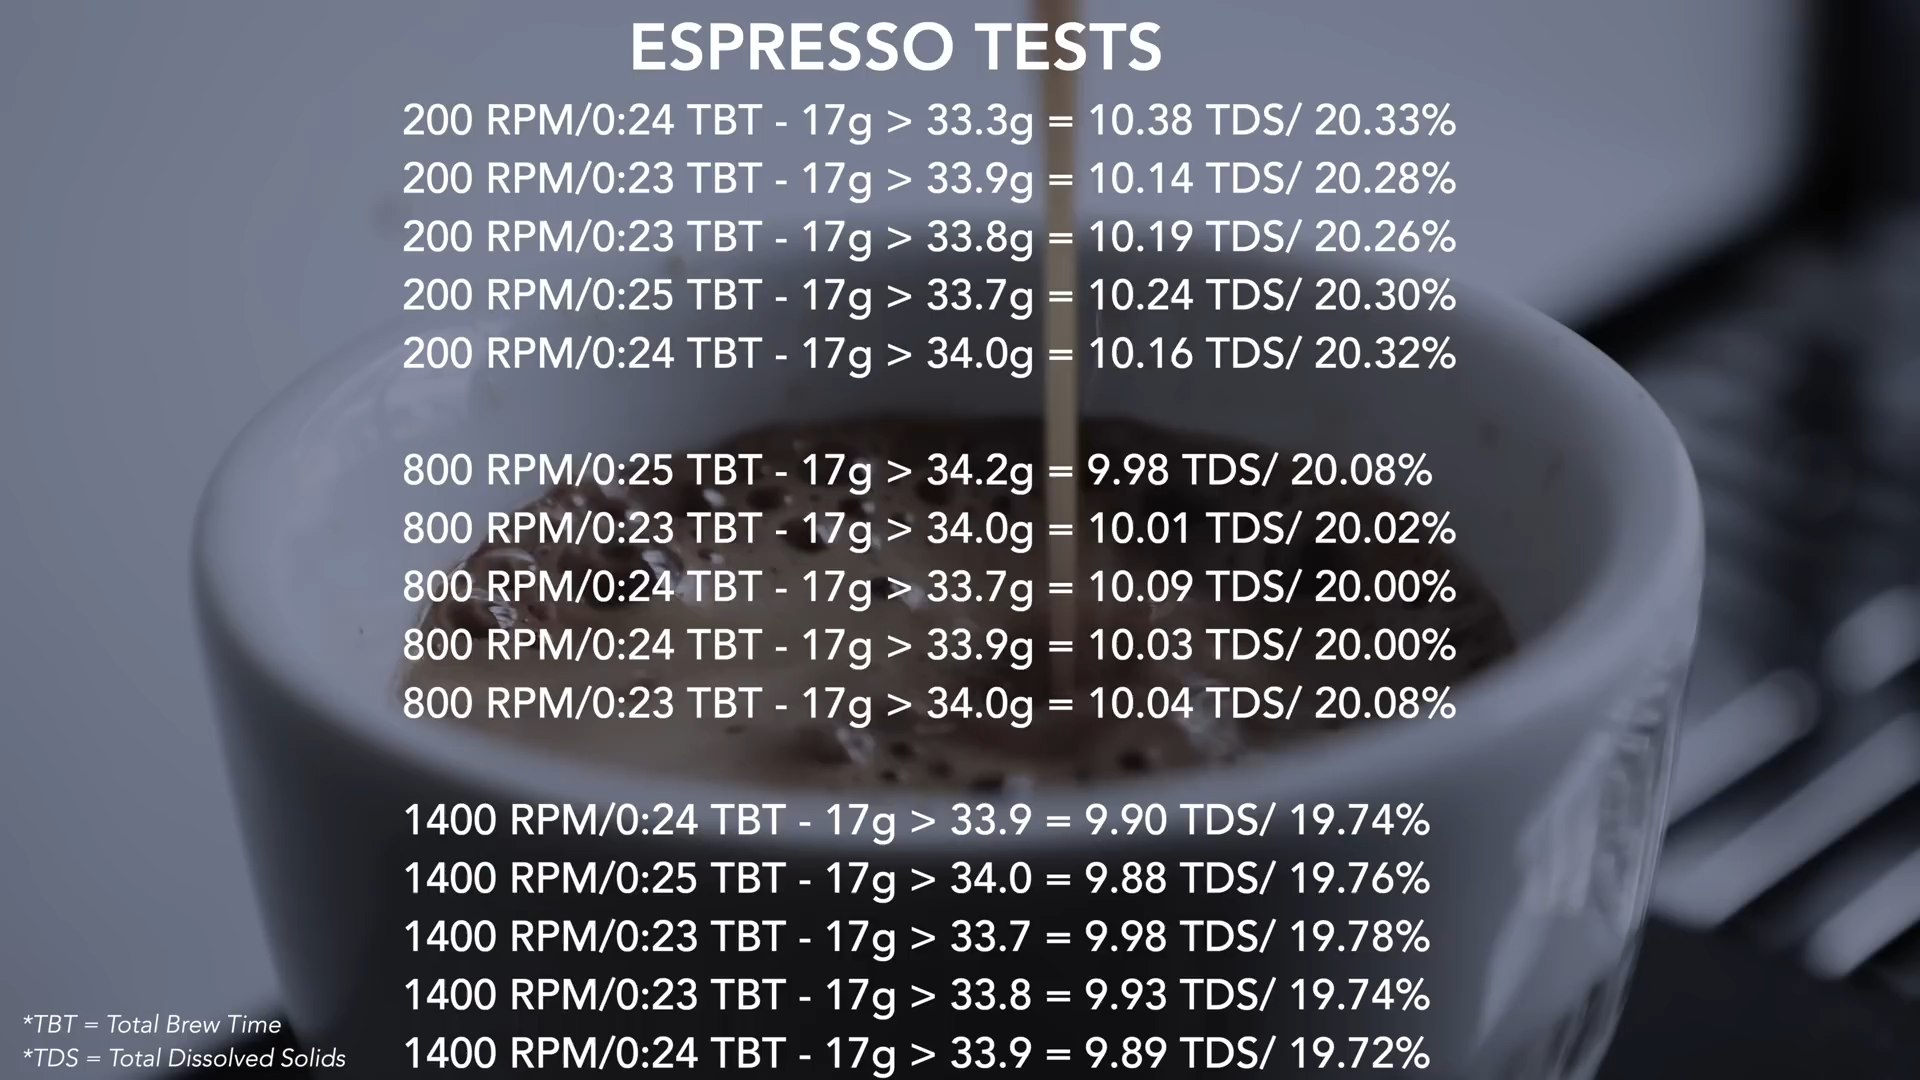 ESPRESSO TESTS
200 RPM/0:24 TBT - 17g > 33.3g = 10.38 TDS/ 20.33%
200 RPM/0:23 TBT - 17g > 33.9g = 10.14 TDS/ 20.28%
200 RPM/0:23 TBT - 17g > 33.8g = 10.19 TDS/ 20.26%
200 RPM/0:25 TBT - 17g > 33.7g = 10.24 TDS/ 20.30%
200 RPM/0:24 TBT - 17g > 34.0g = 10.16 TDS/ 20.32%
800 RPM/0:25 TBT - 17g > 34.2g = 9.98 TDS/ 20.08%
800 RPM/0:23 TBT - 17g > 34.0g = 10.01 TDS/ 20.02%
800 RPM/0:24 TBT - 17g > 33.7g = 10.09 TDS/ 20.00%
800 RPM/0:24 TBT - 17g > 33.9g = 10.03 TDS/ 20.00%
800 RPM/0:23 TBT - 17g > 34.0g = 10.04 TDS/ 20.08%
1400 RPM/0:24 TBT - 17g > 33.9 = 9.90 TDS/ 19.74%
1400 RPM/0:25 TBT - 17g > 34.0 = 9.88 TDS/ 19.76%
1400 RPM/0:23 TBT - 17g > 33.7 = 9.98 TDS/ 19.78%
1400 RPM/0:23 TBT - 17g > 33.8 = 9.93 TDS/ 19.74%
1400 RPM/0:24 TBT - 17g > 33.9 = 9.89 TDS/ 19.72%
*TBT = Total Brew Time
*TDS = Total Dissolved Solids